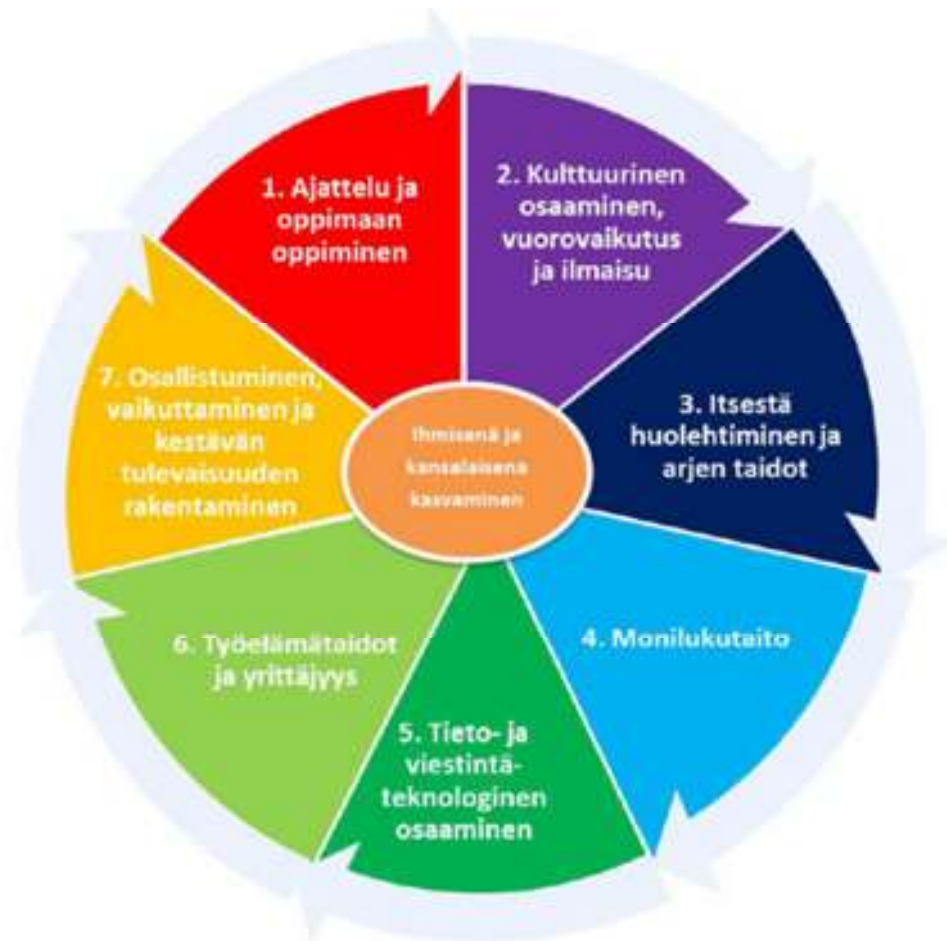 1. Ajattelu ja
oppimaan
oppiminen
2. Kulttuurinen
osaaminen,
vuorovaikutus
ja ilmaisu
3. Itsestä
huolehtiminen ja
arjen taidot
4. Monilukutaito
5. Tieto- ja
viestintä-
teknologinen
osaaminen
6. Työelämätaidot
ja yrittäjyys
7. Osallistuminen,
vaikuttaminen ja
kestävän
tulevaisuuden
rakentaminen
Ihmisenä ja
kansalaisena
kasvaminen